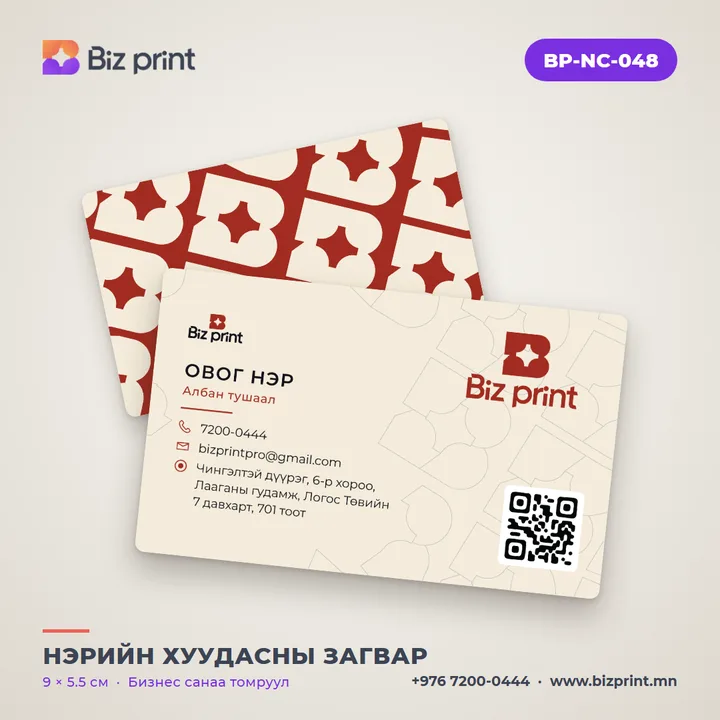 Biz print
BP-NC-048
Biz print
ОВОГ НЭР
Албан тушаал
7200-0444
bizprintpro@gmail.com
Чингэлтэй дүүрэг, 6-р хороо,
Лааганы гудамж, Логос Төвийн
7 давхарт, 701 тоот
Biz print
НЭРИЙН ХУУДАСНЫ ЗАГВАР
9 × 5.5 см · Бизнес санаа томруул
+976 7200-0444 · www.bizprint.mn